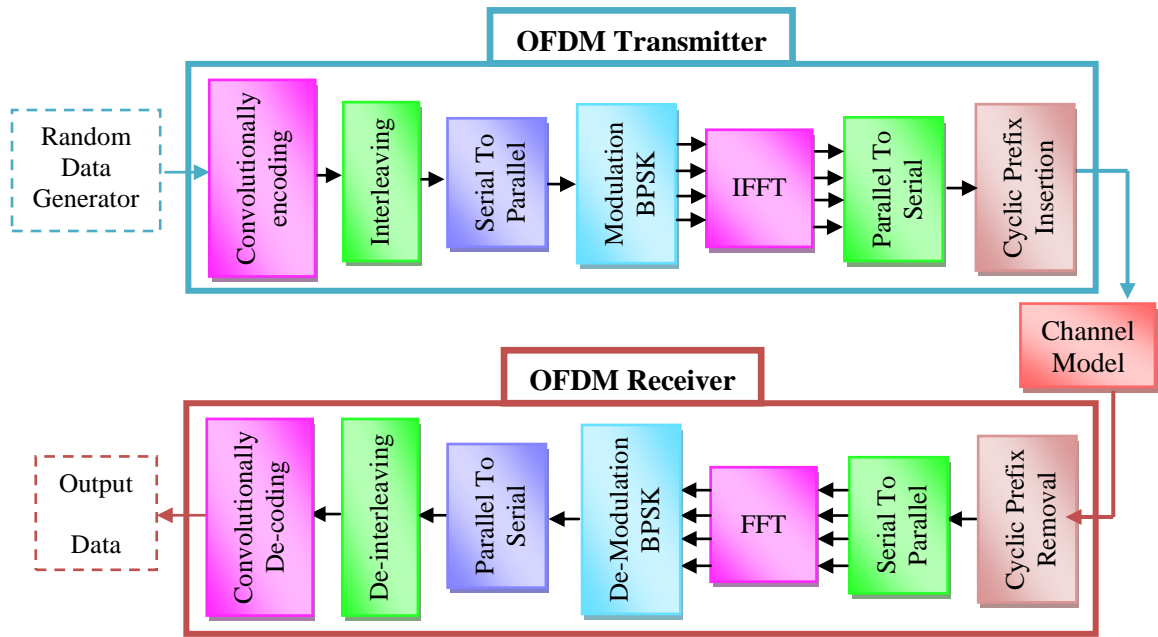 OFDM Transmitter
Random
Data
Generator
Convolutionally
encoding
Interleaving
Serial To
Parallel
Modulation
BPSK
IFFT
Parallel To
Serial
Cyclic Prefix
Insertion
Channel
Model
OFDM Receiver
Cyclic Prefix
Removal
Serial To
Parallel
FFT
De-Modulation
BPSK
Parallel To
Serial
De-interleaving
Convolutionally
De-coding
Output
Data